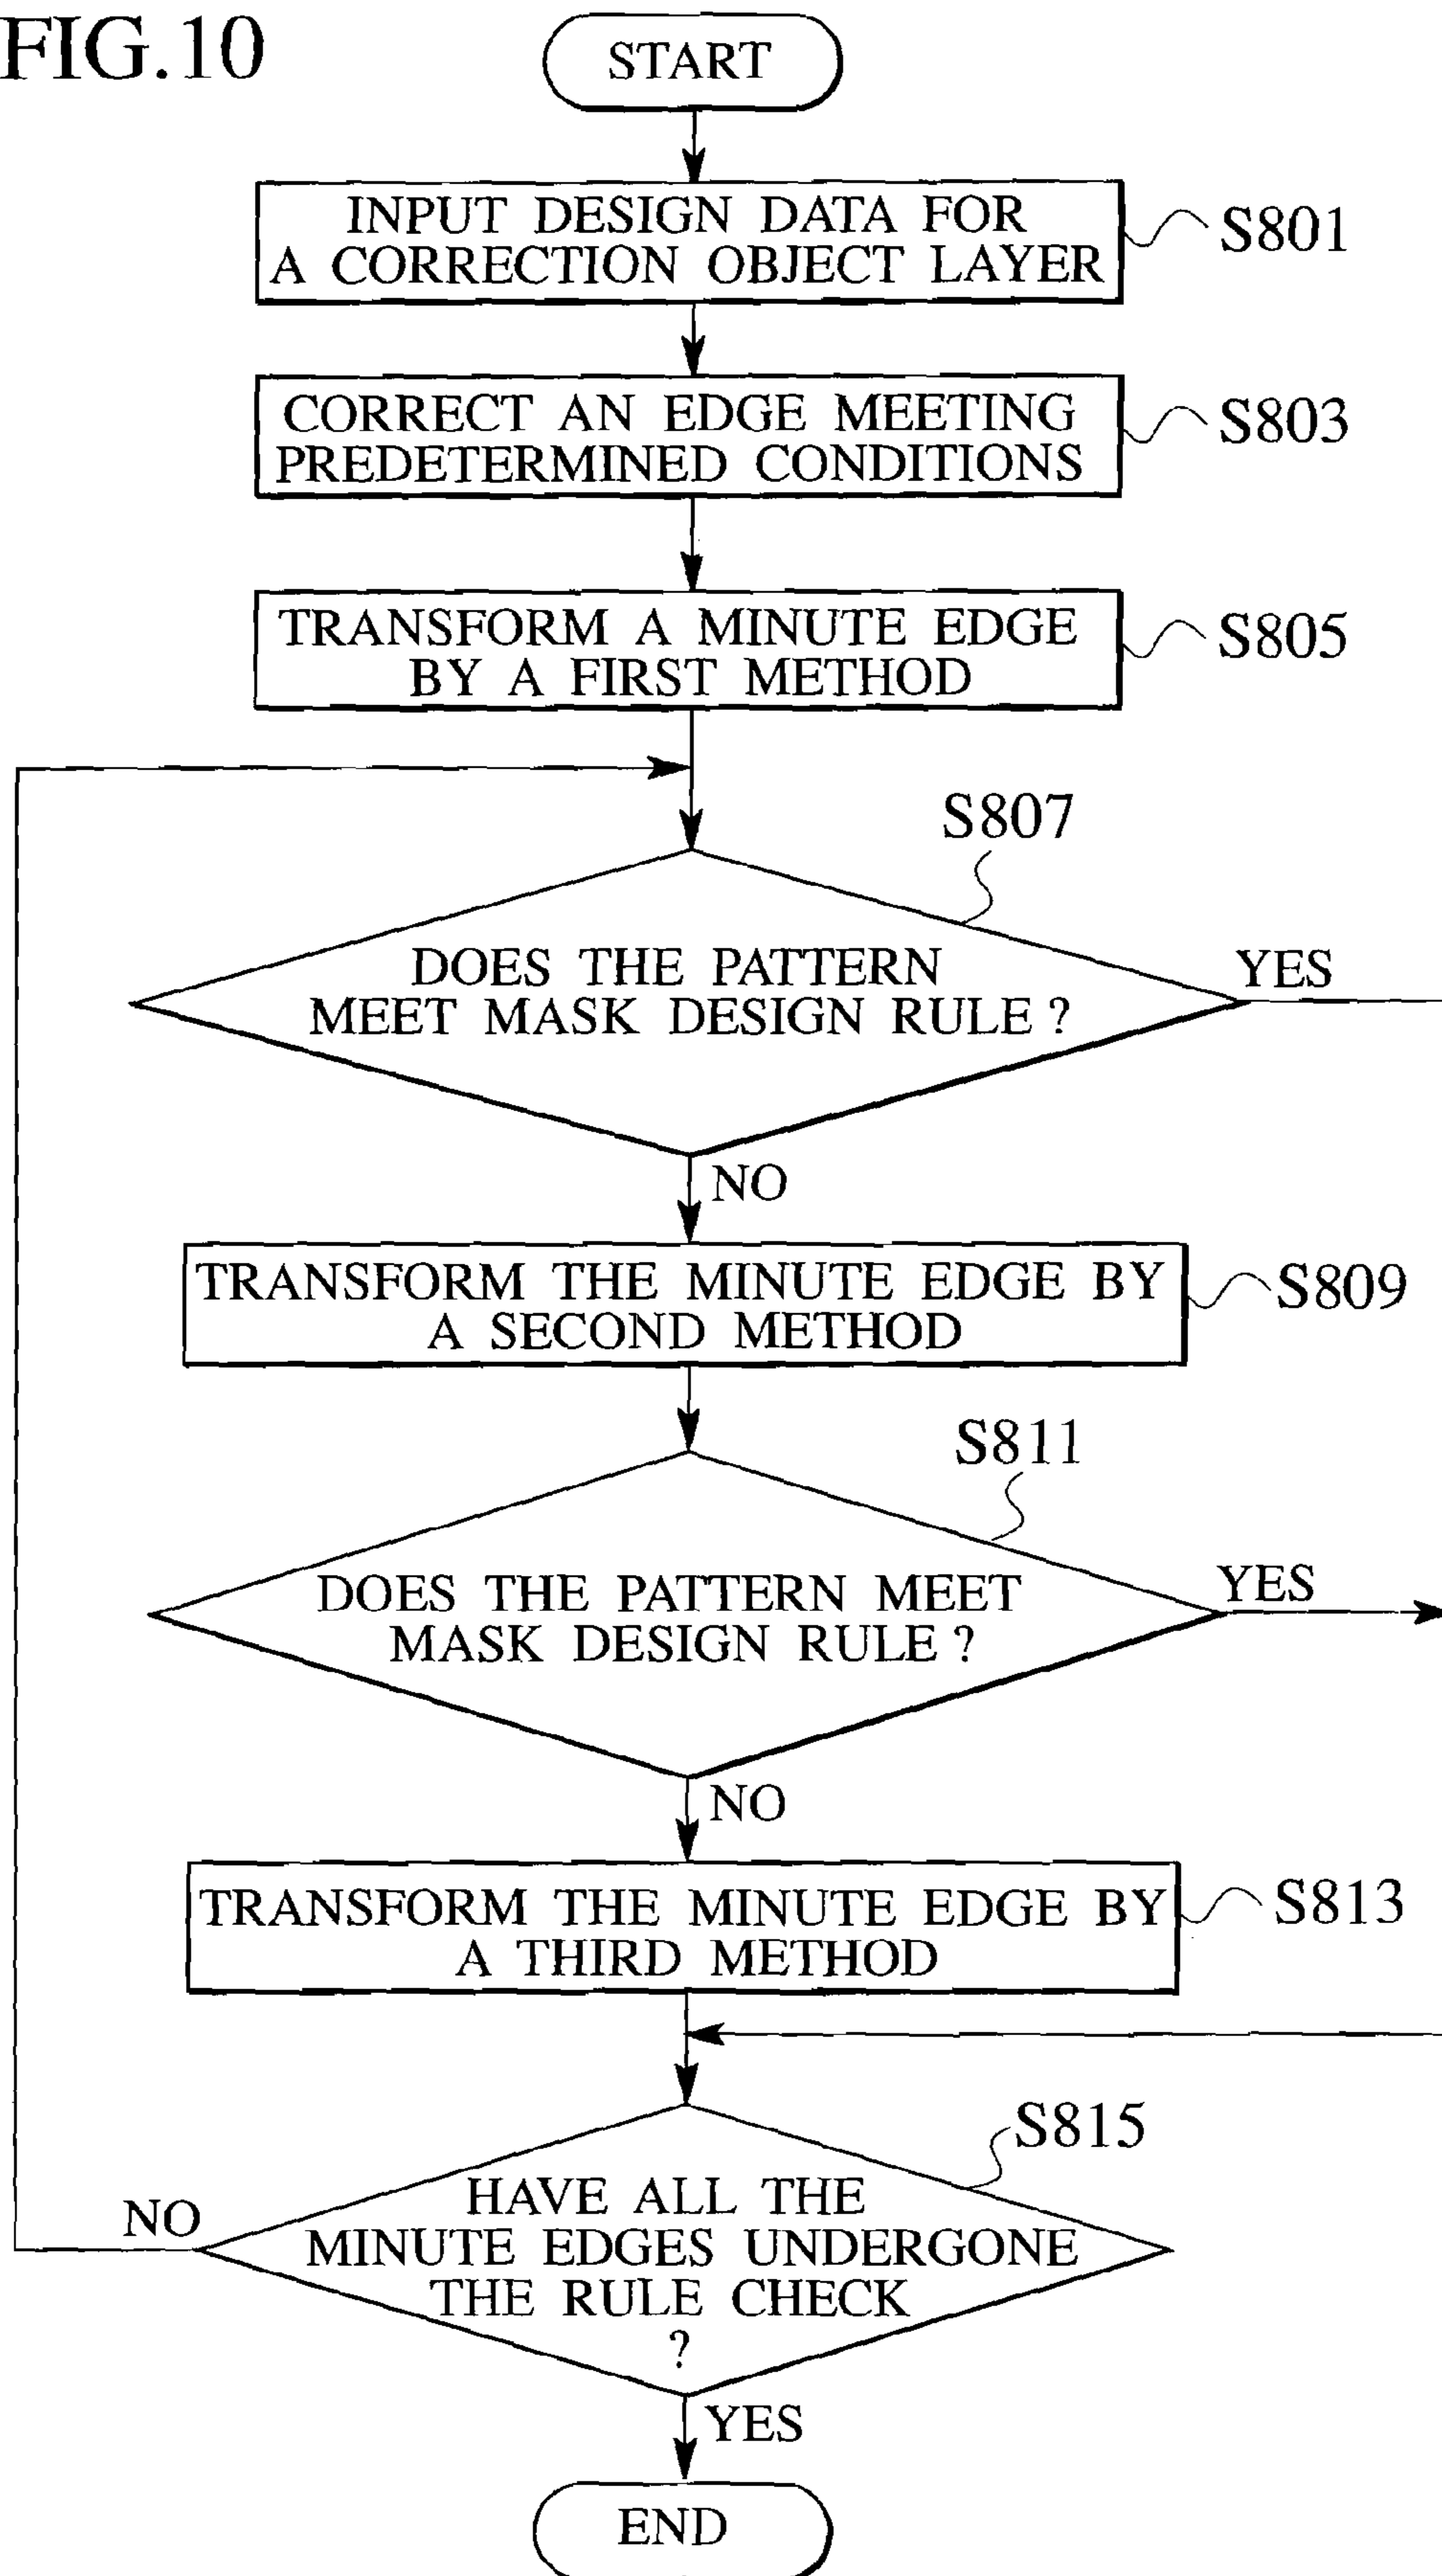 FIG.10
START
INPUT DESIGN DATA FOR
A CORRECTION OBJECT LAYER
S801
CORRECT AN EDGE MEETING
PREDETERMINED CONDITIONS
S803
TRANSFORM A MINUTE EDGE
BY A FIRST METHOD
S805
S807
DOES THE PATTERN
MEET MASK DESIGN RULE ?
YES
NO
TRANSFORM THE MINUTE EDGE BY
A SECOND METHOD
S809
S811
DOES THE PATTERN MEET
MASK DESIGN RULE ?
YES
NO
TRANSFORM THE MINUTE EDGE BY
A THIRD METHOD
S813
S815
HAVE ALL THE
MINUTE EDGES UNDERGONE
THE RULE CHECK
?
NO
YES
END